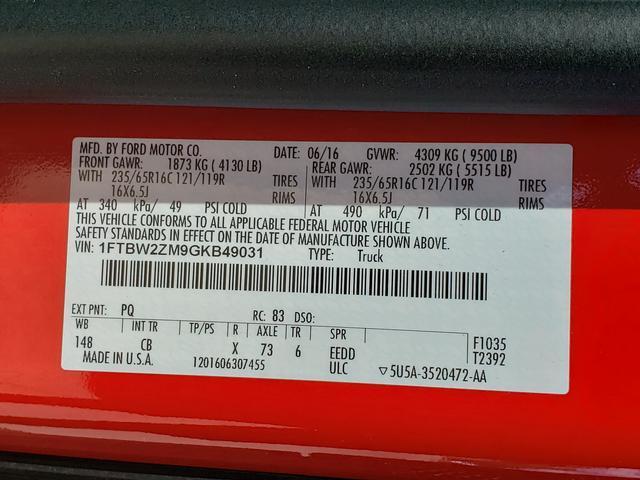 MFD. BY FORD MOTOR CO. DATE: 06/16 GVWR: 4309 KG ( 9500 LB)
FRONT GAWR: 1873 KG ( 4130 LB) REAR GAWR: 2502 KG ( 5515 LB)
WITH 235/65R16C 121/119R TIRES WITH 235/65R16C 121/119R TIRES
16X6.5J RIMS 16X6.5J RIMS
AT 340 kPa/ 49 PSI COLD AT 490 kPa/ 71 PSI COLD
THIS VEHICLE CONFORMS TO ALL APPLICABLE FEDERAL MOTOR VEHICLE
SAFETY STANDARDS IN EFFECT ON THE DATE OF MANUFACTURE SHOWN ABOVE.
VIN: 1FTBW2ZM9GKB49031 TYPE: Truck
EXT PNT: PQ RC: 83 DSO:
WB INT TR TP/PS R AXLE TR SPR F1035
148 CB X 73 6 EEDD T2392
MADE IN U.S.A. 1201606307455 ULC ▽5U5A-3520472-AA